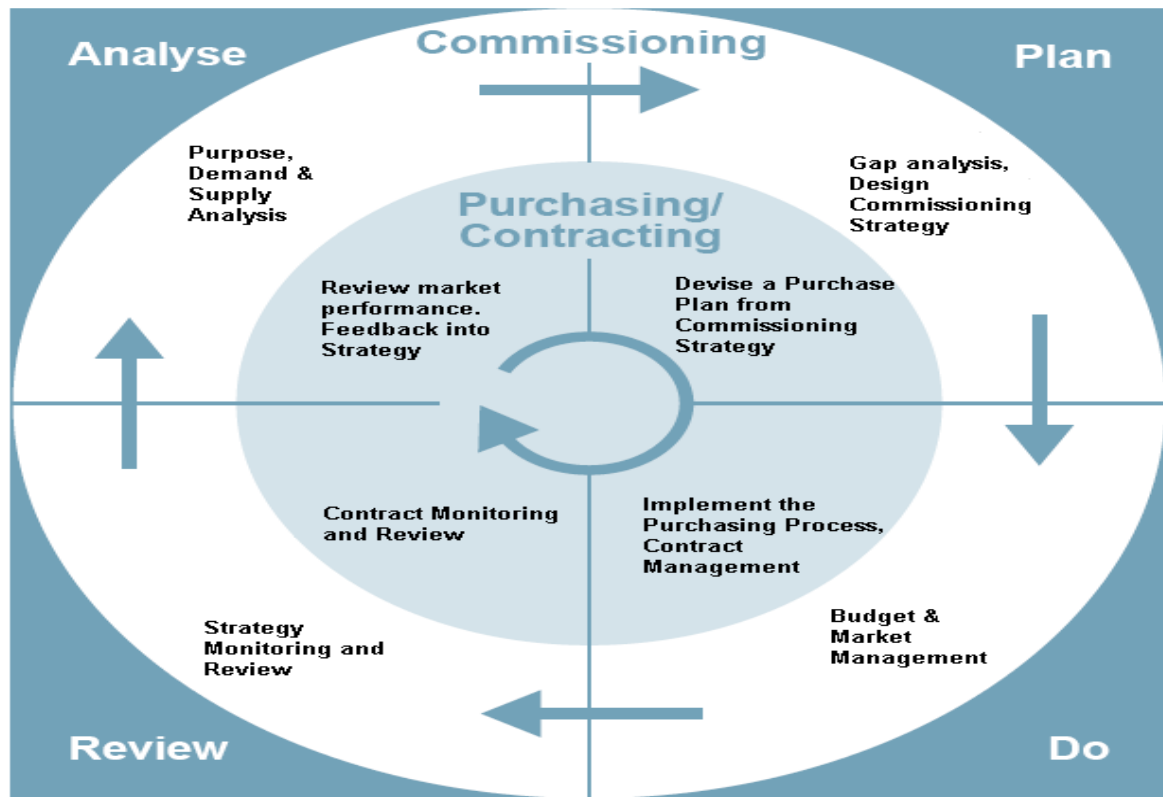 Analyse
Commissioning
Plan
Purpose,
Demand &
Supply
Analysis
Gap analysis,
Design
Commissioning
Strategy
Purchasing/
Contracting
Review market
performance.
Feedback into
Strategy
Devise a Purchase
Plan from
Commissioning
Strategy
Contract Monitoring
and Review
Implement the
Purchasing Process,
Contract
Management
Strategy
Monitoring and
Review
Budget &
Market
Management
Review
Do